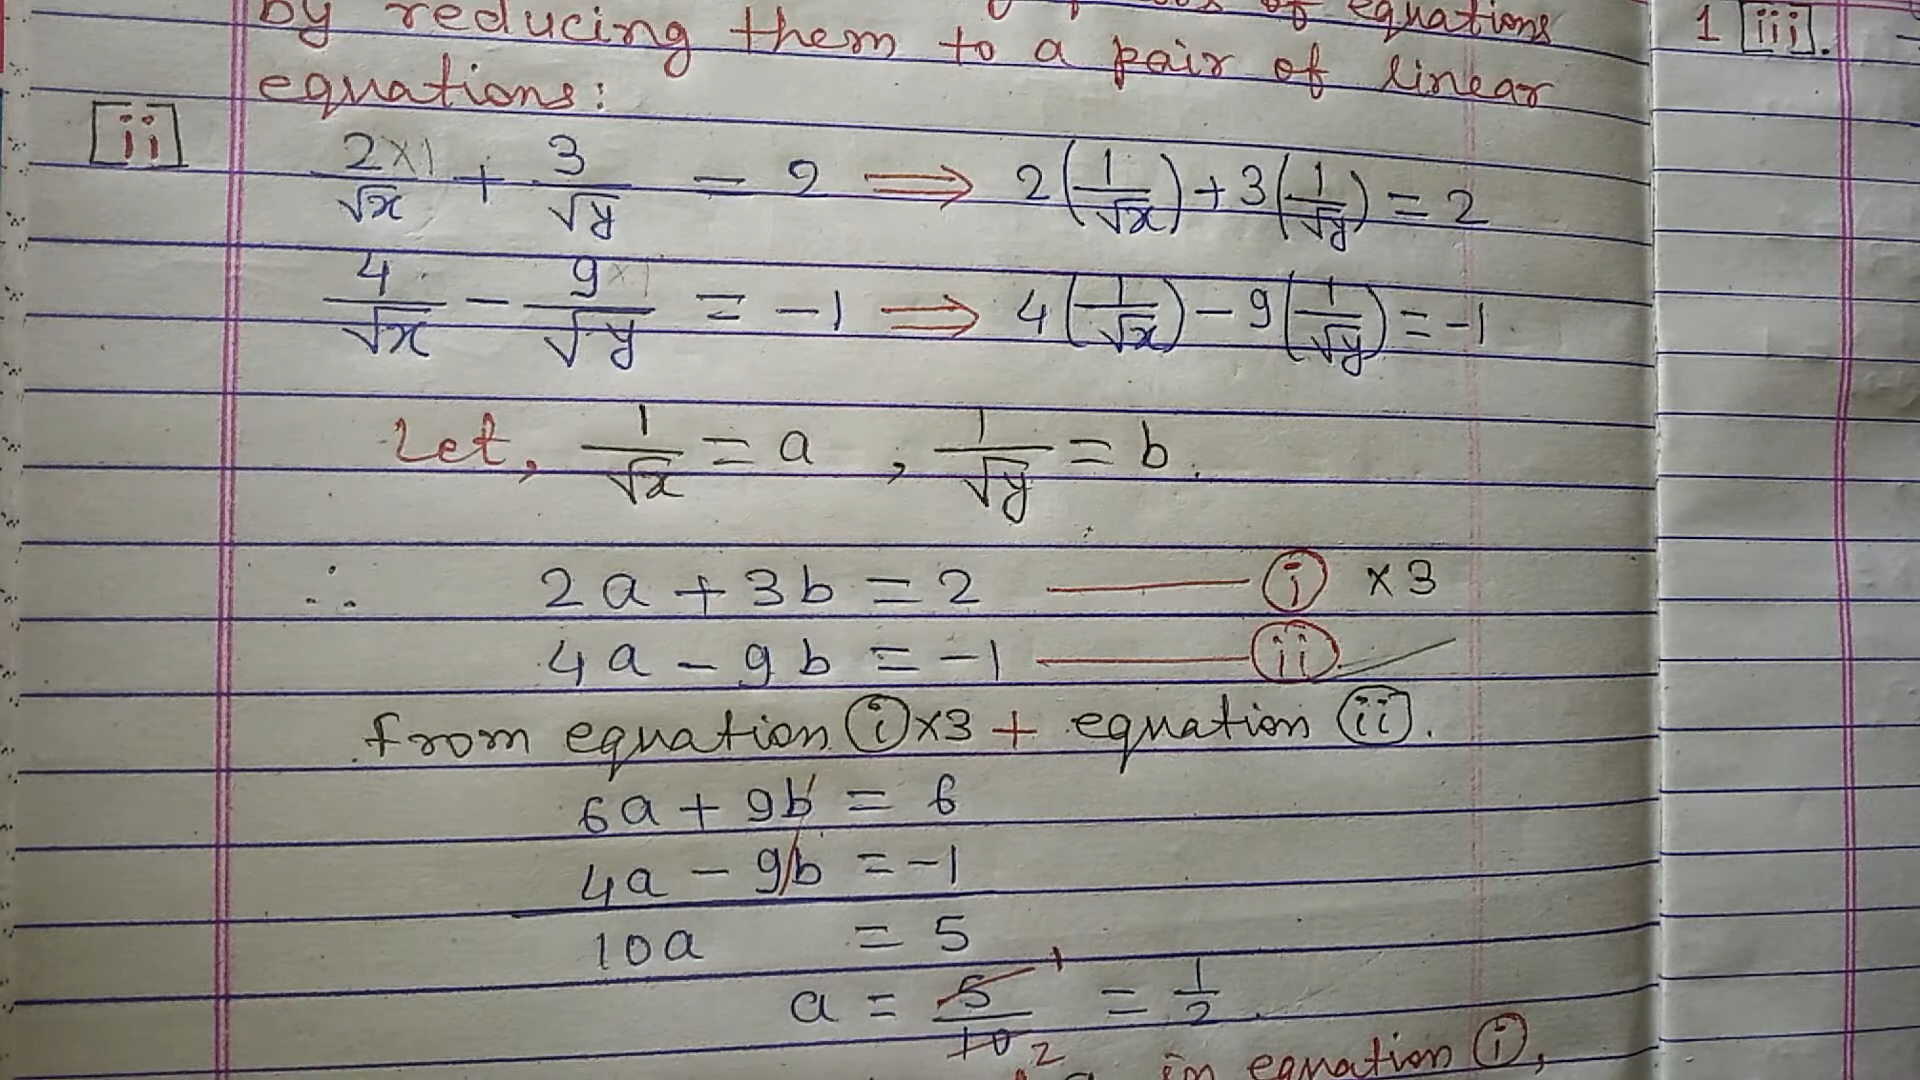 by reducing them to a pair of linear
equations:
1 [iii].
[ii] 2×1/√x + 3/√y = 2 ⟹ 2(1/√x) + 3(1/√y) = 2
4/√x - 9×1/√y = -1 ⟹ 4(1/√x) - 9(1/√y) = -1
Let, 1/√x = a , 1/√y = b.
∴ 2a + 3b = 2 —— (i) ×3
4a - 9b = -1 —— (ii)
from equation (i)×3 + equation (ii).
6a + 9b = 6
4a - 9b = -1
10a = 5
a = 5/10 = 1/2.
1
2
in equation (i),